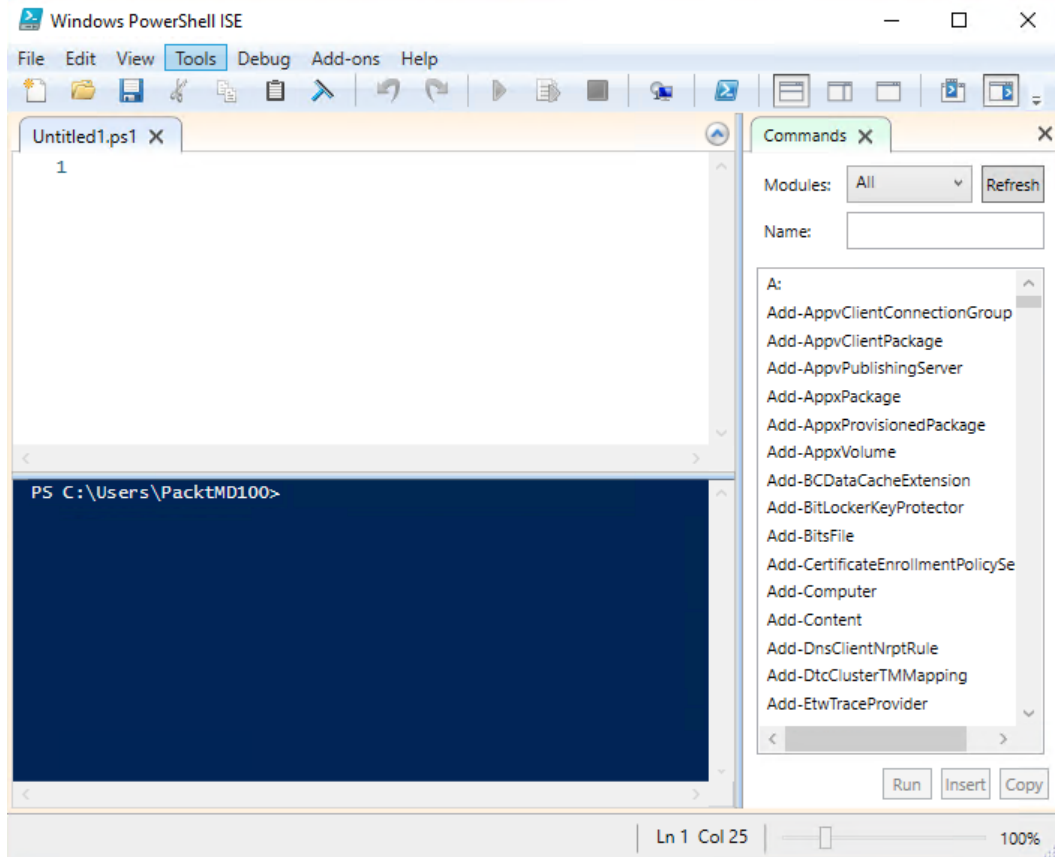 Windows PowerShell ISE
File Edit View Tools Debug Add-ons Help
Untitled1.ps1
1
PS C:\Users\PacktMD100>
Commands
Modules: All Refresh
Name:
A:
Add-AppvClientConnectionGroup
Add-AppvClientPackage
Add-AppvPublishingServer
Add-AppxPackage
Add-AppxProvisionedPackage
Add-AppxVolume
Add-BCDataCacheExtension
Add-BitLockerKeyProtector
Add-BitsFile
Add-CertificateEnrollmentPolicySe
Add-Computer
Add-Content
Add-DnsClientNrptRule
Add-DtcClusterTMMapping
Add-EtwTraceProvider
Run Insert Copy
Ln 1 Col 25 100%